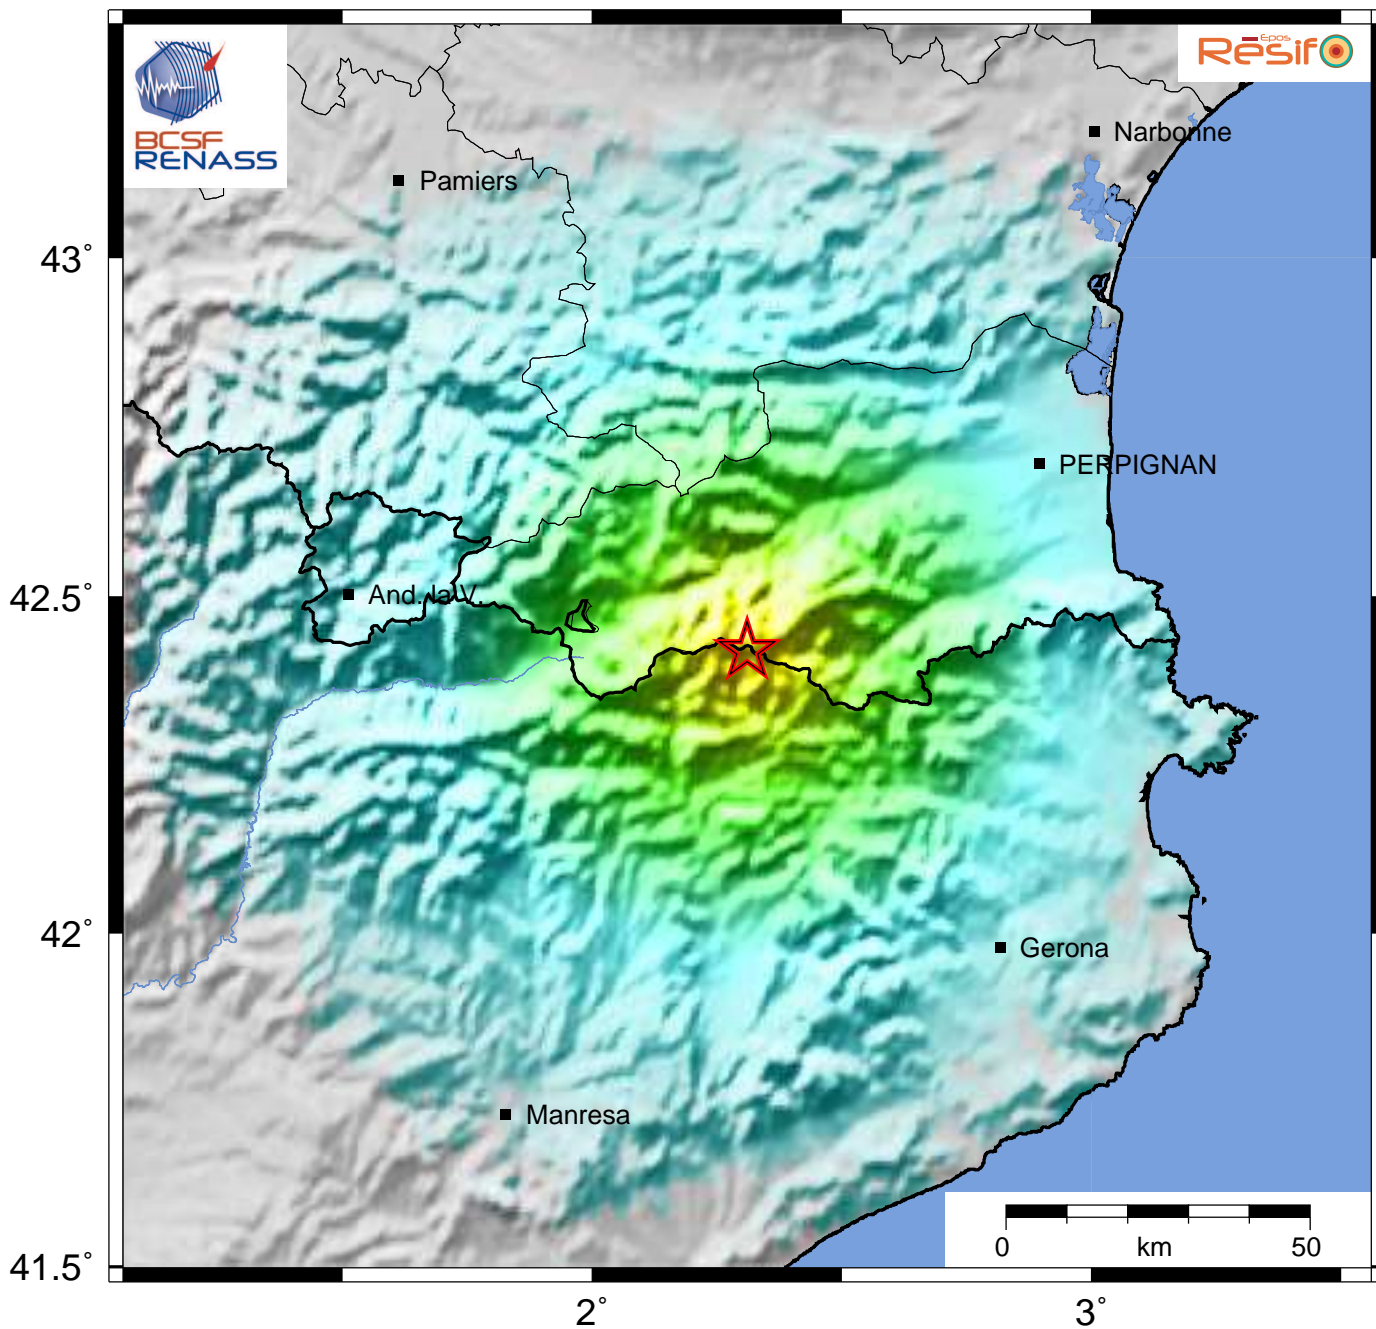 BCSF
RENASS
Epos
Résif
Narbonne
Pamiers
43°
PERPIGNAN
42.5°
And. la V.
42°
Gerona
Manresa
0 km 50
41.5°
2° 3°